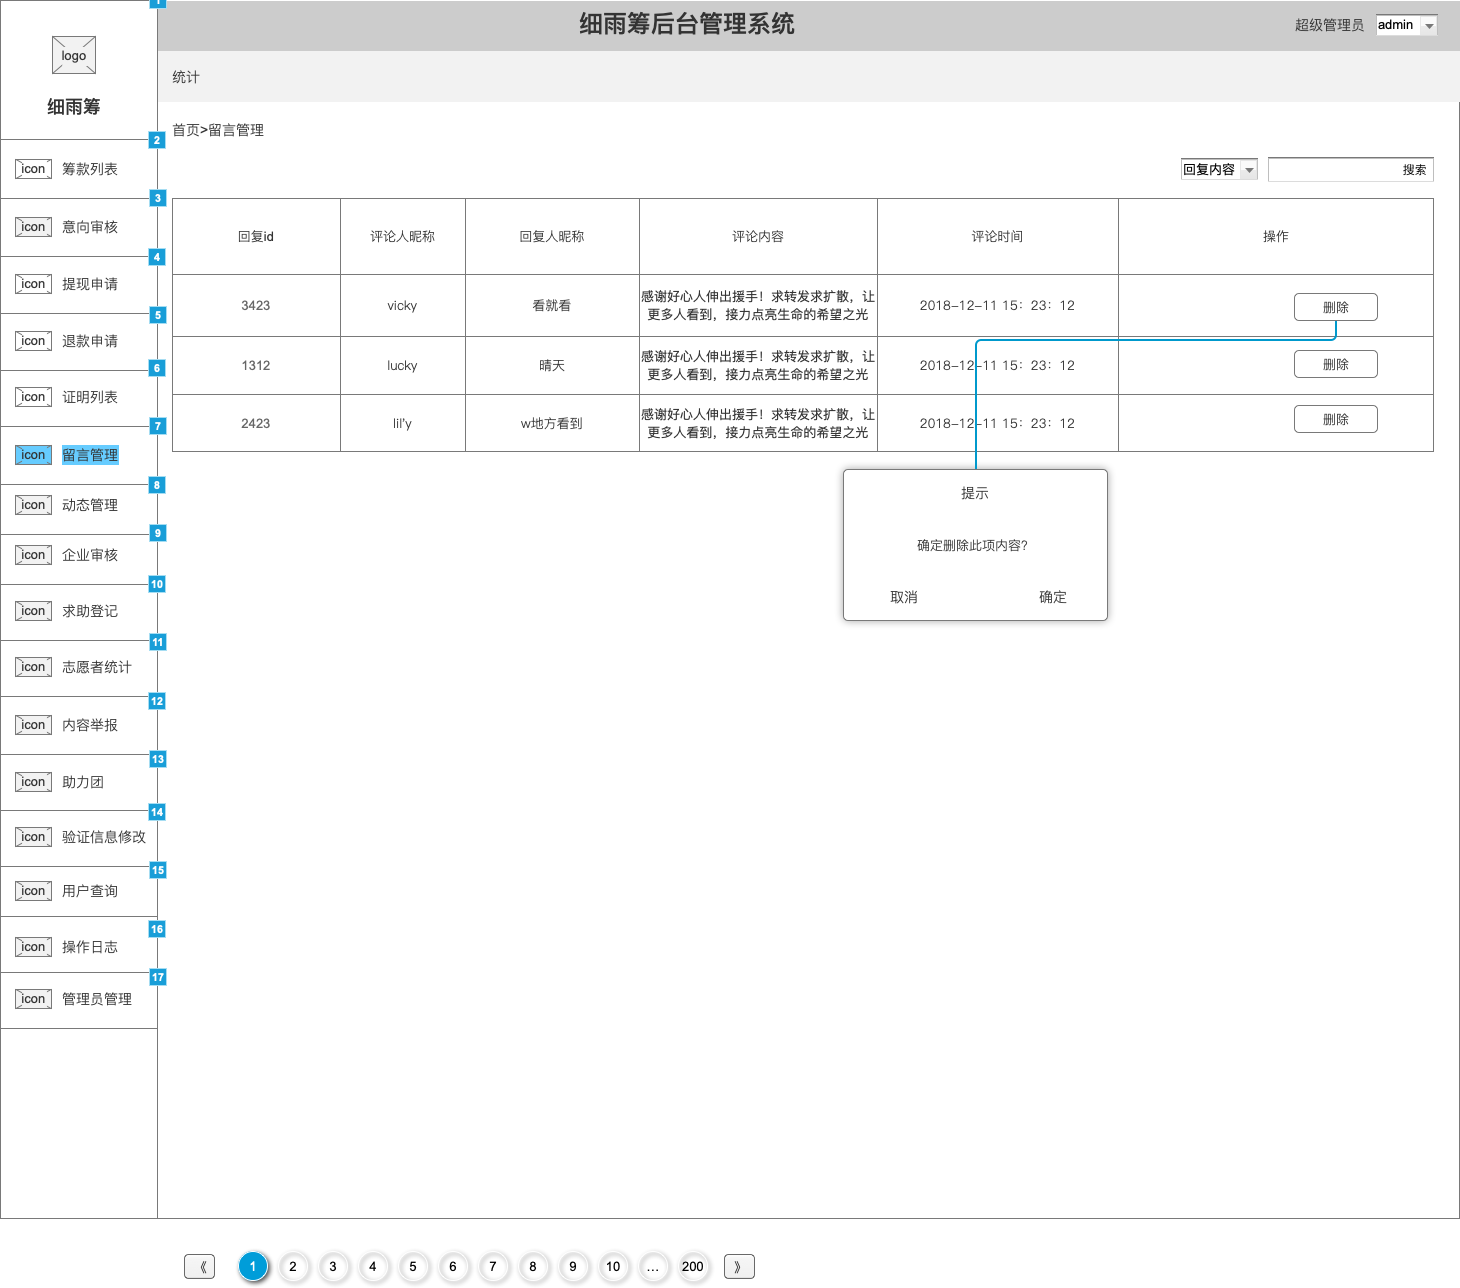 1
细雨筹后台管理系统
超级管理员 admin
logo
细雨筹
统计
首页>留言管理
2
icon 筹款列表
3
icon 意向审核
4
icon 提现申请
5
icon 退款申请
6
icon 证明列表
7
icon 留言管理
8
icon 动态管理
9
icon 企业审核
10
icon 求助登记
11
icon 志愿者统计
12
icon 内容举报
13
icon 助力团
14
icon 验证信息修改
15
icon 用户查询
16
icon 操作日志
17
icon 管理员管理
回复内容 搜索
回复id 评论人昵称 回复人昵称 评论内容 评论时间 操作
3423 vicky 看就看 感谢好心人伸出援手！求转发求扩散，让
更多人看到，接力点亮生命的希望之光 2018-12-11 15：23：12 删除
1312 lucky 晴天 感谢好心人伸出援手！求转发求扩散，让
更多人看到，接力点亮生命的希望之光 2018-12-11 15：23：12 删除
2423 lil'y w地方看到 感谢好心人伸出援手！求转发求扩散，让
更多人看到，接力点亮生命的希望之光 2018-12-11 15：23：12 删除
提示
确定删除此项内容?
取消 确定
《 1 2 3 4 5 6 7 8 9 10 ... 200 》